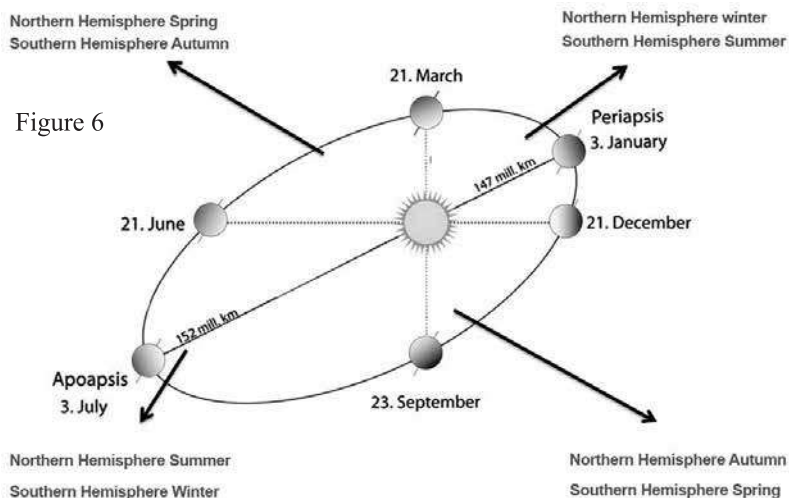 Northern Hemisphere Spring
Southern Hemisphere Autumn
Northern Hemisphere winter
Southern Hemisphere Summer
Figure 6
21. March
Periapsis
3. January
147 mill. km
21. June
21. December
152 mill. km
Apoapsis
3. July
23. September
Northern Hemisphere Summer
Southern Hemisphere Winter
Northern Hemisphere Autumn
Southern Hemisphere Spring